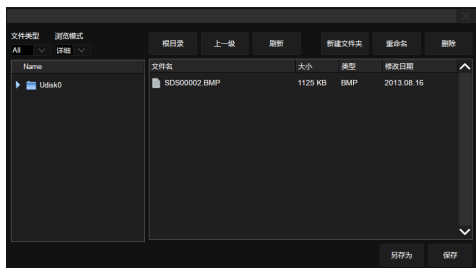 文件类型 浏览模式
All 详细 根目录 上一级 刷新 新建文件夹 重命名 删除
Name 文件名 大小 类型 修改日期
Udisk0 SDS00002.BMP 1125 KB BMP 2013.08.16
另存为 保存